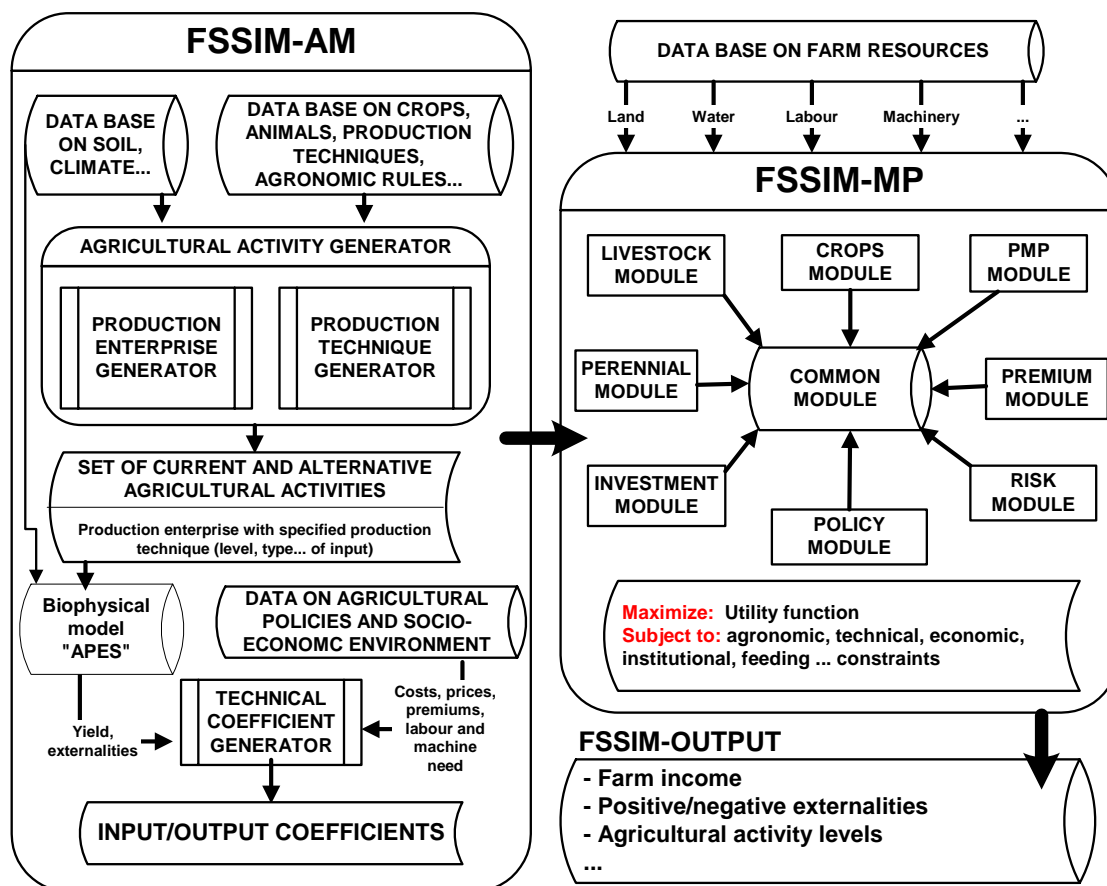 FSSIM-AM
DATA BASE
ON SOIL,
CLIMATE...
DATA BASE ON CROPS,
ANIMALS, PRODUCTION
TECHNIQUES,
AGRONOMIC RULES...
AGRICULTURAL ACTIVITY GENERATOR
PRODUCTION
ENTERPRISE
GENERATOR
PRODUCTION
TECHNIQUE
GENERATOR
SET OF CURRENT AND ALTERNATIVE
AGRICULTURAL ACTIVITIES
Production enterprise with specified production
technique (level, type... of input)
Biophysical
model
"APES"
DATA ON AGRICULTURAL
POLICIES AND SOCIO-
ECONOMC ENVIRONMENT
Yield,
externalities
TECHNICAL
COEFFICIENT
GENERATOR
Costs, prices,
premiums,
labour and
machine
need
INPUT/OUTPUT COEFFICIENTS
DATA BASE ON FARM RESOURCES
Land
Water
Labour
Machinery
...
FSSIM-MP
LIVESTOCK
MODULE
CROPS
MODULE
PMP
MODULE
PERENNIAL
MODULE
COMMON
MODULE
PREMIUM
MODULE
INVESTMENT
MODULE
POLICY
MODULE
RISK
MODULE
Maximize: Utility function
Subject to: agronomic, technical, economic,
institutional, feeding ... constraints
FSSIM-OUTPUT
- Farm income
- Positive/negative externalities
- Agricultural activity levels
...